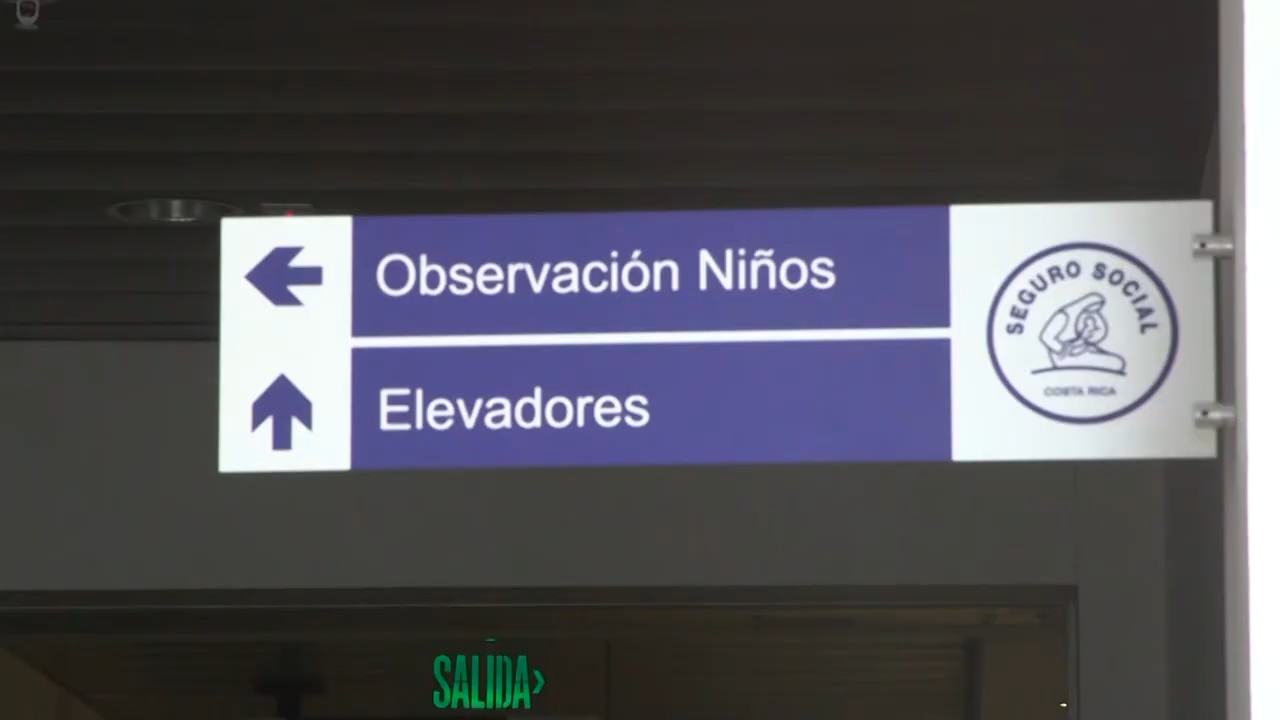 Observación Niños
Elevadores
SEGURO SOCIAL
COSTA RICA
SALIDA